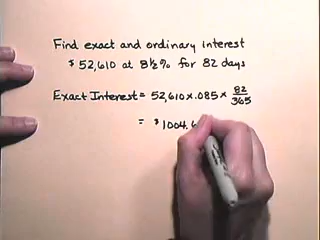 Find exact and ordinary interest
$52,610 at 8½% for 82 days
Exact Interest = 52,610 x .085 x 82/365
= $1004.6